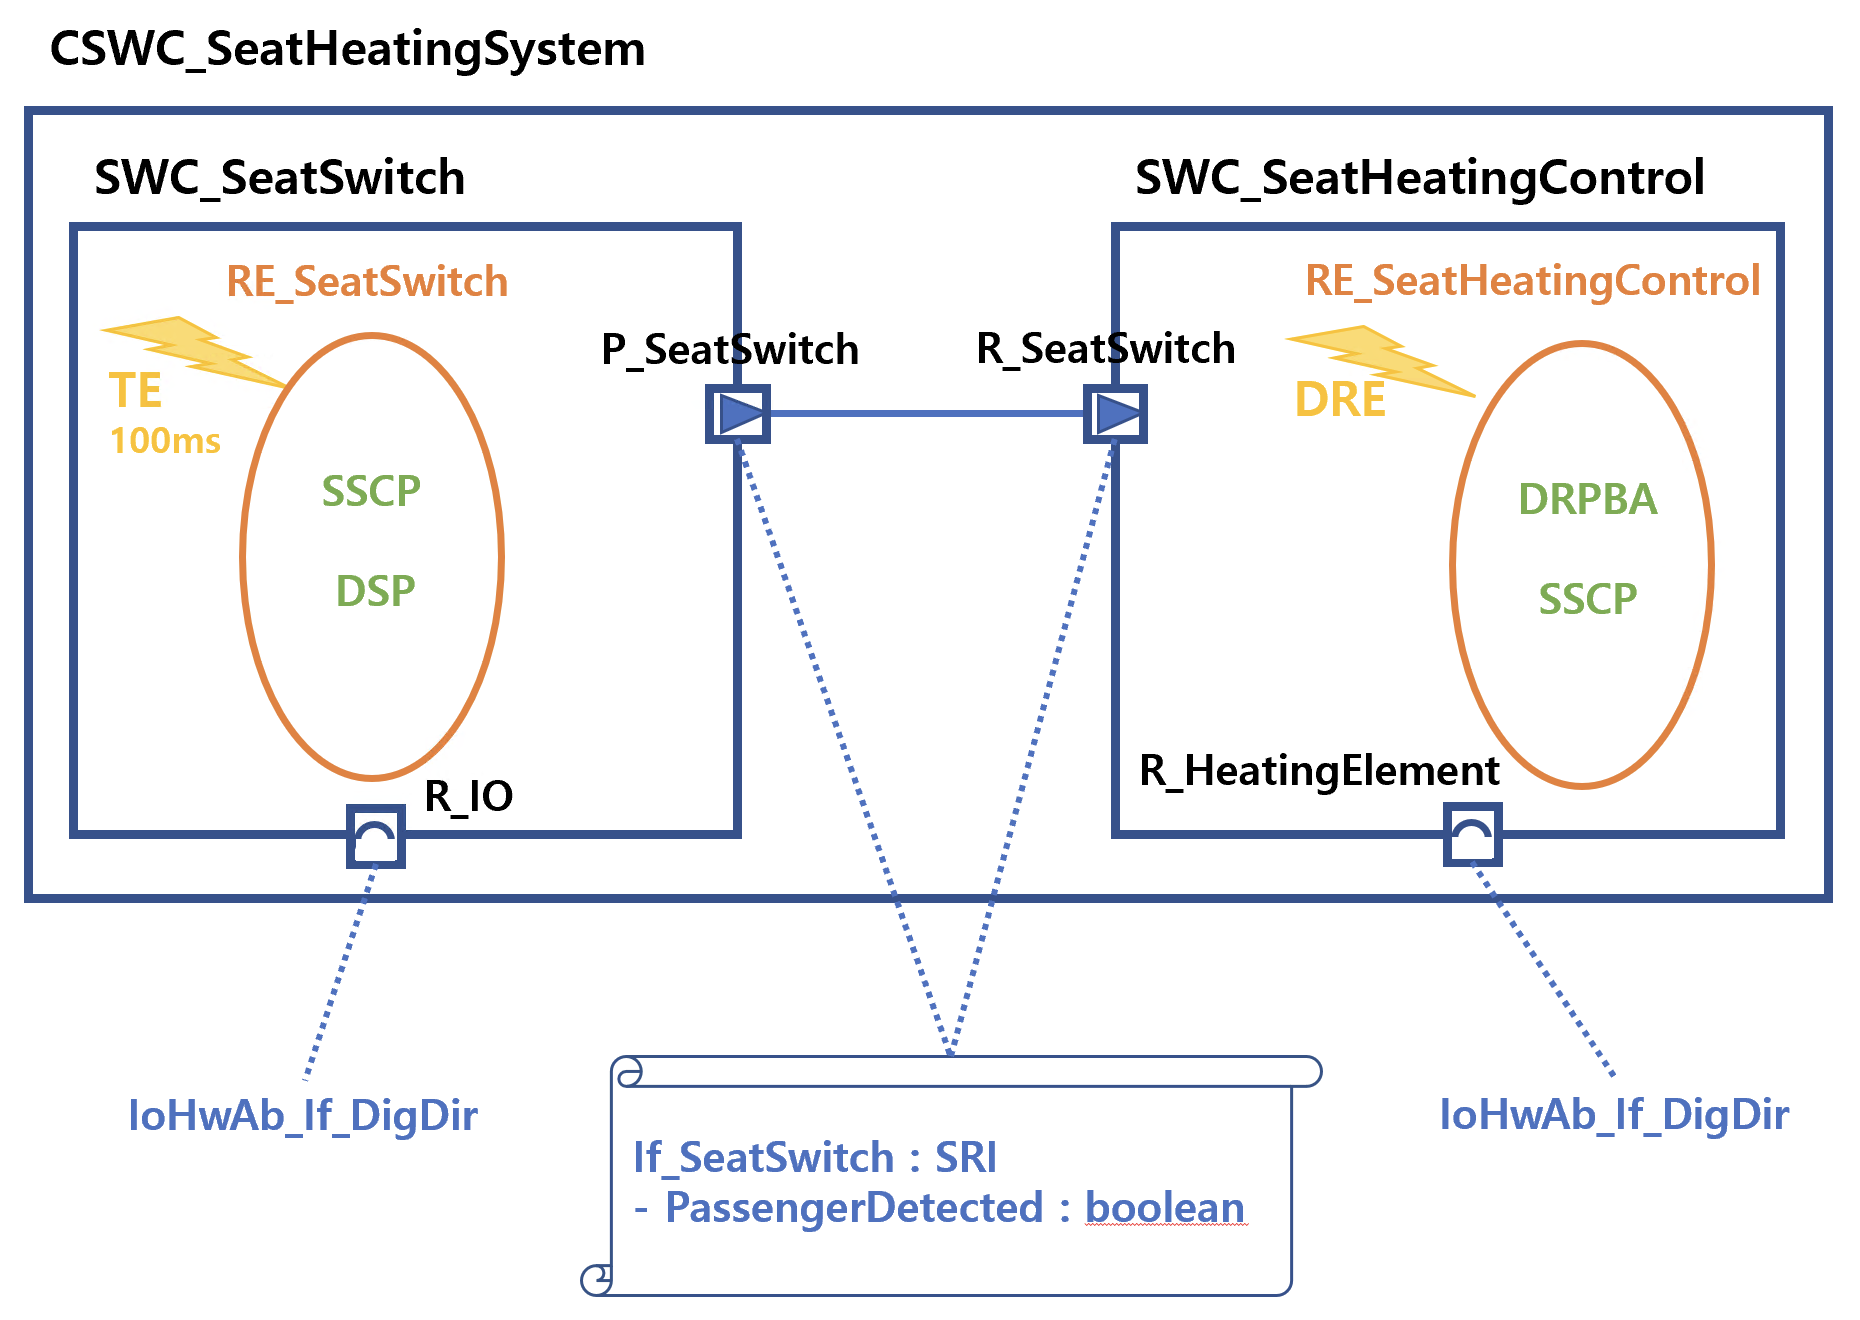 CSWC_SeatHeatingSystem
SWC_SeatSwitch
SWC_SeatHeatingControl
RE_SeatSwitch
RE_SeatHeatingControl
P_SeatSwitch
R_SeatSwitch
TE
100ms
DRE
SSCP
DSP
DRPBA
SSCP
R_IO
R_HeatingElement
IoHwAb_If_DigDir
IoHwAb_If_DigDir
If_SeatSwitch : SRI
- PassengerDetected : boolean